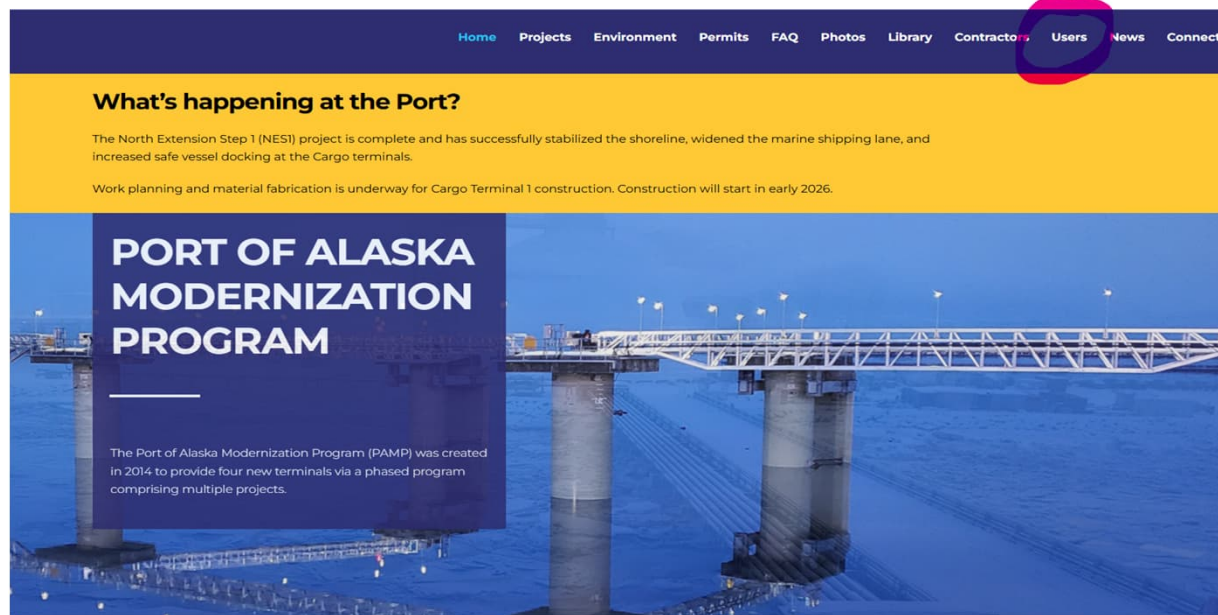 Home Projects Environment Permits FAQ Photos Library Contractors Users News Connect
What's happening at the Port?
The North Extension Step 1 (NES1) project is complete and has successfully stabilized the shoreline, widened the marine shipping lane, and
increased safe vessel docking at the Cargo terminals.
Work planning and material fabrication is underway for Cargo Terminal 1 construction. Construction will start in early 2026.
PORT OF ALASKA
MODERNIZATION
PROGRAM
The Port of Alaska Modernization Program (PAMP) was created
in 2014 to provide four new terminals via a phased program
comprising multiple projects.